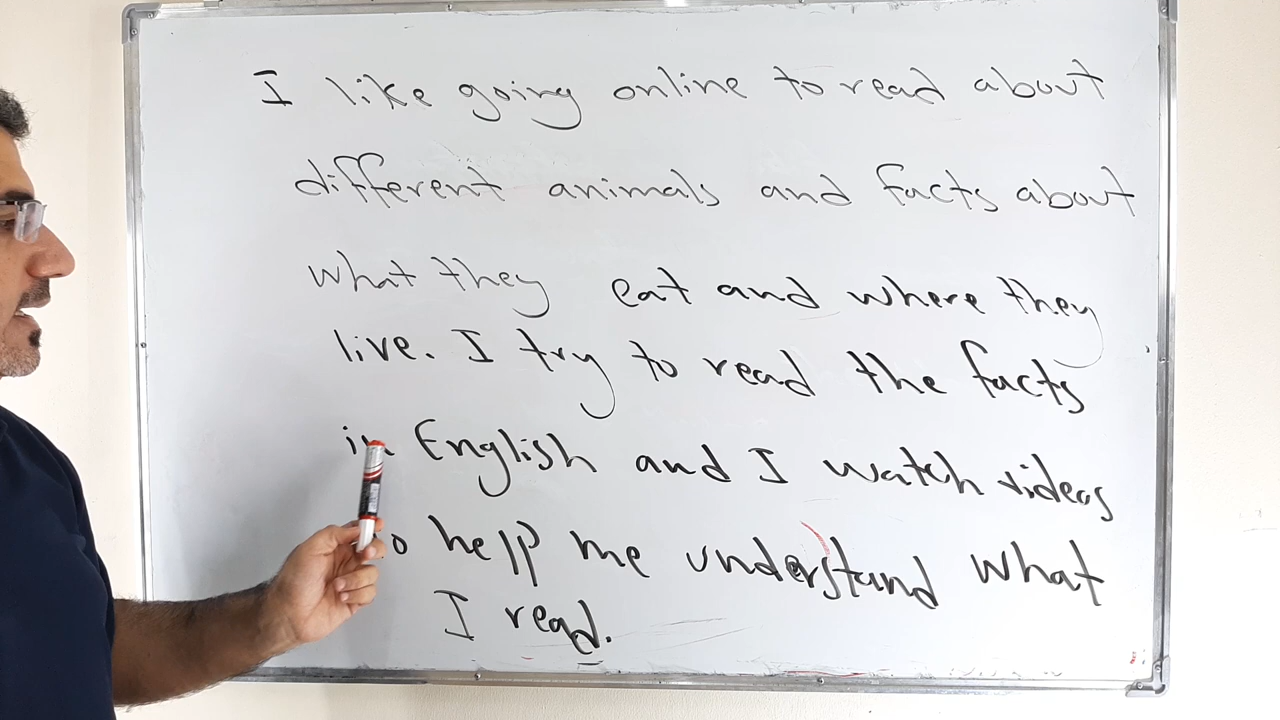 I like going online to read about
different animals and facts about
what they eat and where they
live. I try to read the facts
in English and I watch videos
to help me understand what
I read.